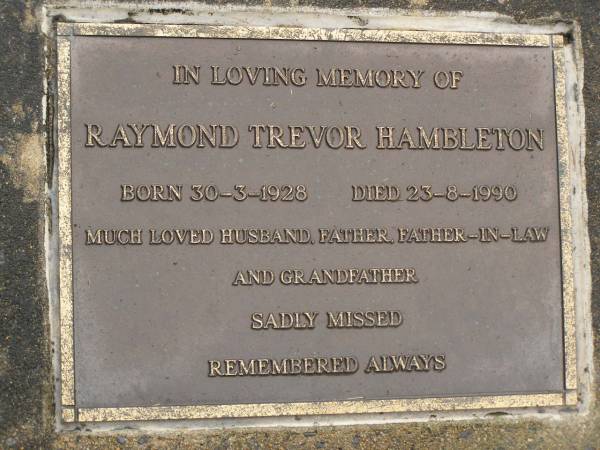 IN LOVING MEMORY OF
RAYMOND TREVOR HAMBLETON
BORN 30-3-1928 DIED 23-8-1990
MUCH LOVED HUSBAND, FATHER, FATHER-IN-LAW
AND GRANDFATHER
SADLY MISSED
REMEMBERED ALWAYS